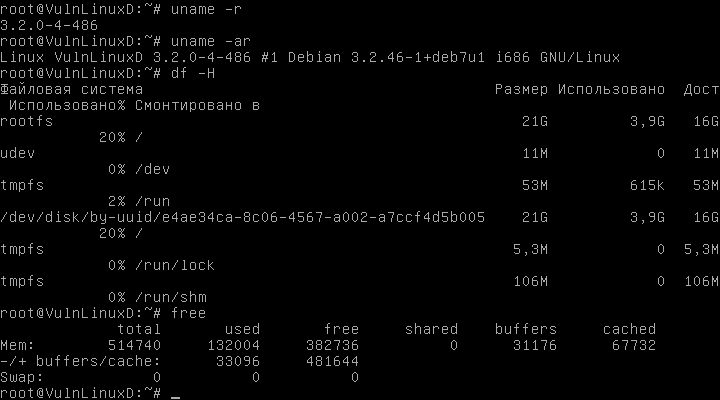 root@VulnLinuxD:~# uname -r
3.2.0-4-486
root@VulnLinuxD:~# uname -ar
Linux VulnLinuxD 3.2.0-4-486 #1 Debian 3.2.46-1+deb7u1 i686 GNU/Linux
root@VulnLinuxD:~# df -H
Файловая система Размер Использовано Дост
Использовано% Смонтировано в
rootfs 21G 3,9G 16G
20% /
udev 11M 0 11M
0% /dev
tmpfs 53M 615k 53M
2% /run
/dev/disk/by-uuid/e4ae34ca-8c06-4567-a002-a7ccf4d5b005 21G 3,9G 16G
20% /
tmpfs 5,3M 0 5,3M
0% /run/lock
tmpfs 106M 0 106M
0% /run/shm
root@VulnLinuxD:~# free
total used free shared buffers cached
Mem: 514740 132004 382736 0 31176 67732
-/+ buffers/cache: 33096 481644
Swap: 0 0 0
root@VulnLinuxD:~# _